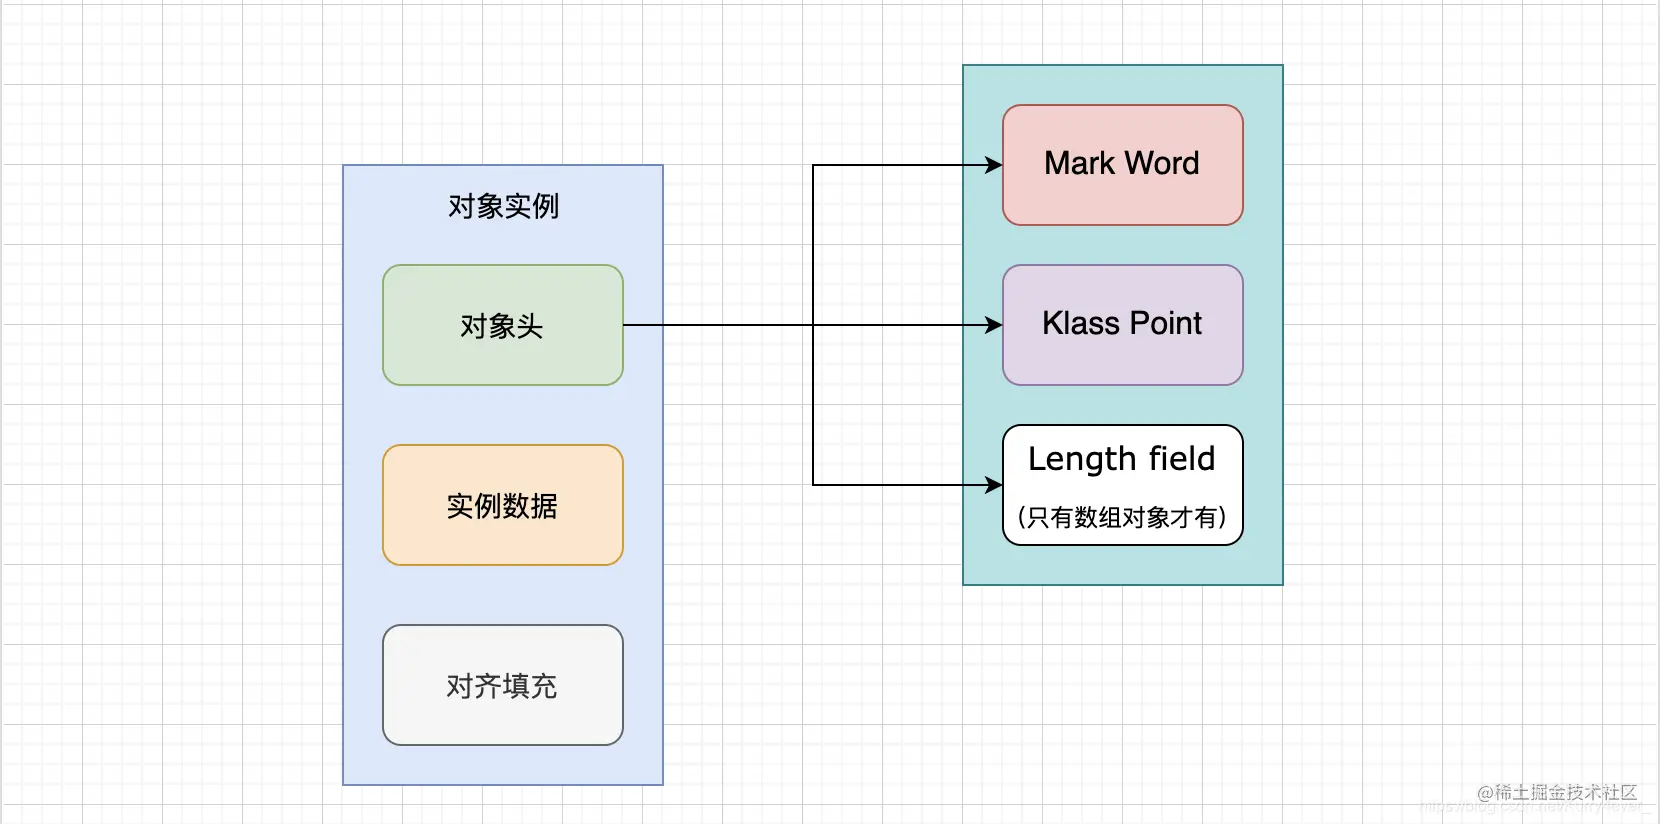 对象实例
对象头
实例数据
对齐填充
Mark Word
Klass Point
Length field
(只有数组对象才有)
@稀土掘金技术社区